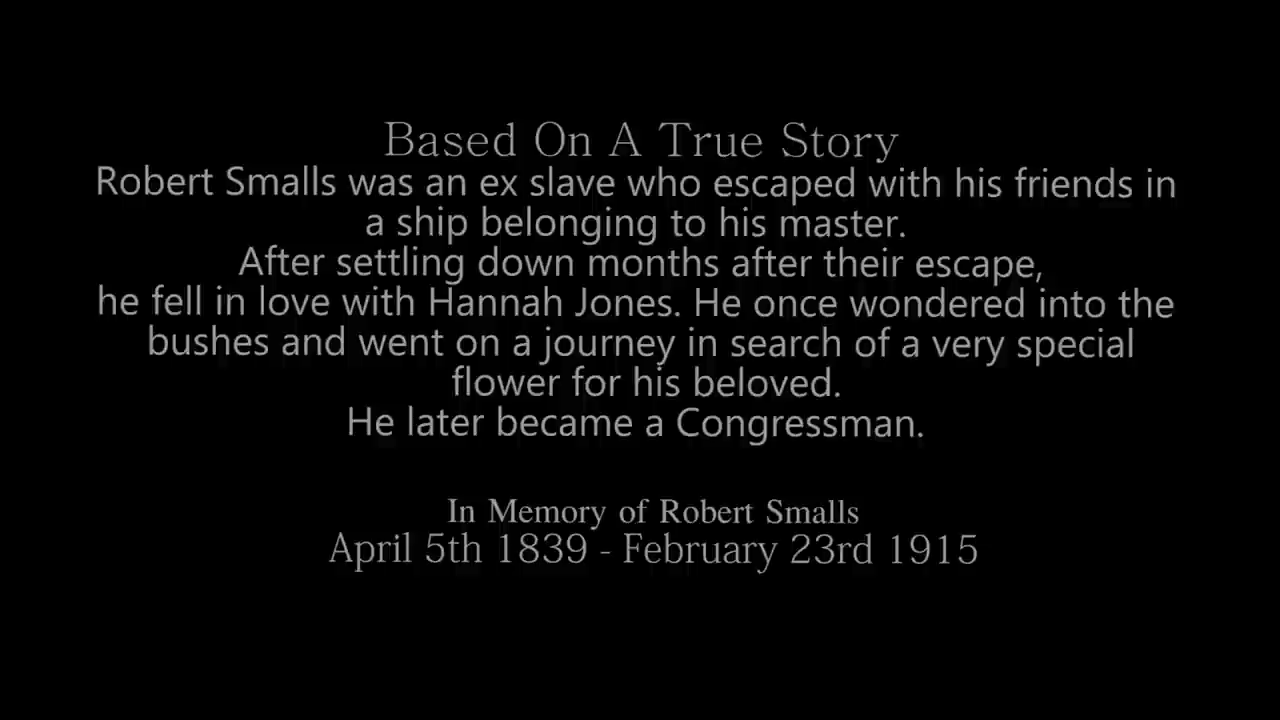 Based On A True Story
Robert Smalls was an ex slave who escaped with his friends in
a ship belonging to his master.
After settling down months after their escape,
he fell in love with Hannah Jones. He once wondered into the
bushes and went on a journey in search of a very special
flower for his beloved.
He later became a Congressman.
In Memory of Robert Smalls
April 5th 1839 - February 23rd 1915